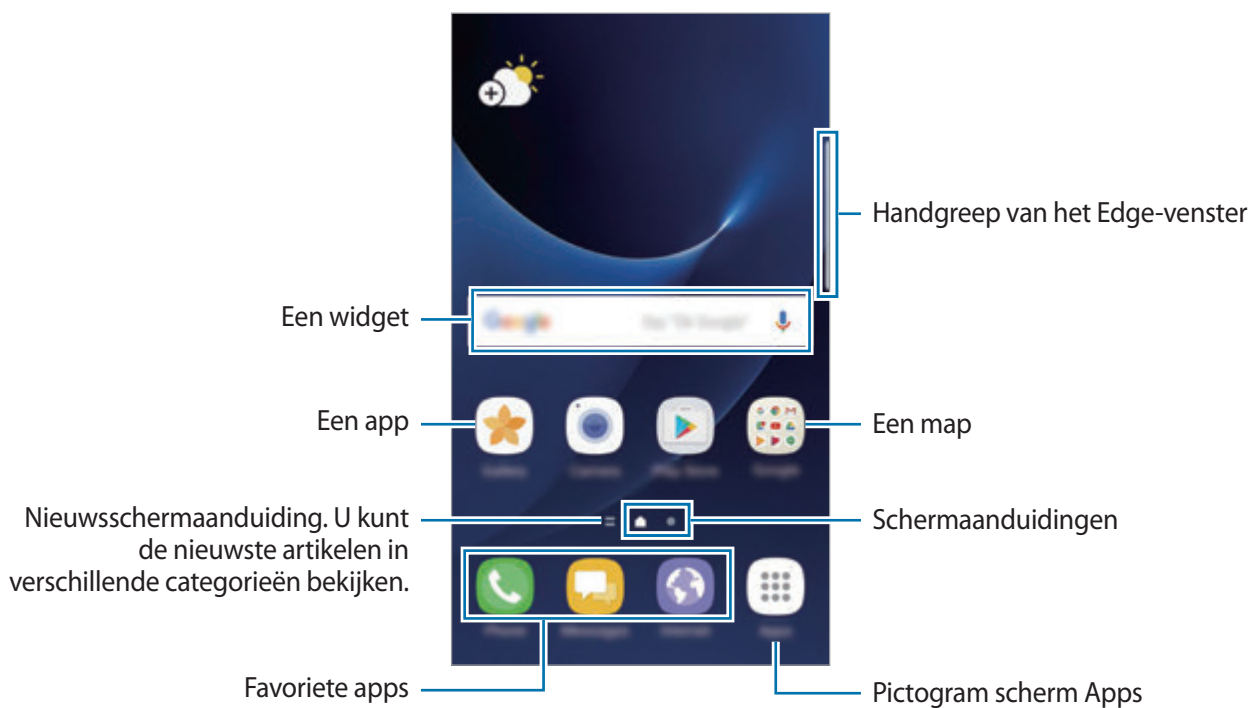 Handgreep van het Edge-venster
Een widget
Een app
Een map
Nieuwsschermaanduiding. U kunt
de nieuwste artikelen in
verschillende categorieën bekijken.
Schermaanduidingen
Favoriete apps
Pictogram scherm Apps